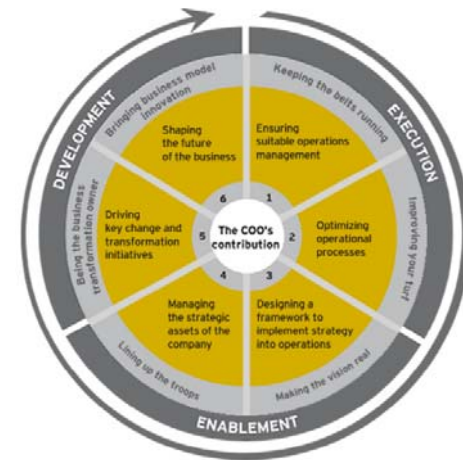 DEVELOPMENT
EXECUTION
ENABLEMENT
Bringing business model
innovation
Keeping the belts running
Improving your turf
Making the vision real
Lining up the troops
Being the business
transformation owner
The COO's
contribution
1
Ensuring
suitable operations
management
2
Optimizing
operational
processes
3
Designing a
framework to
implement strategy
into operations
4
Managing
the strategic
assets of the
company
5
Driving
key change and
transformation
initiatives
6
Shaping
the future
of the business